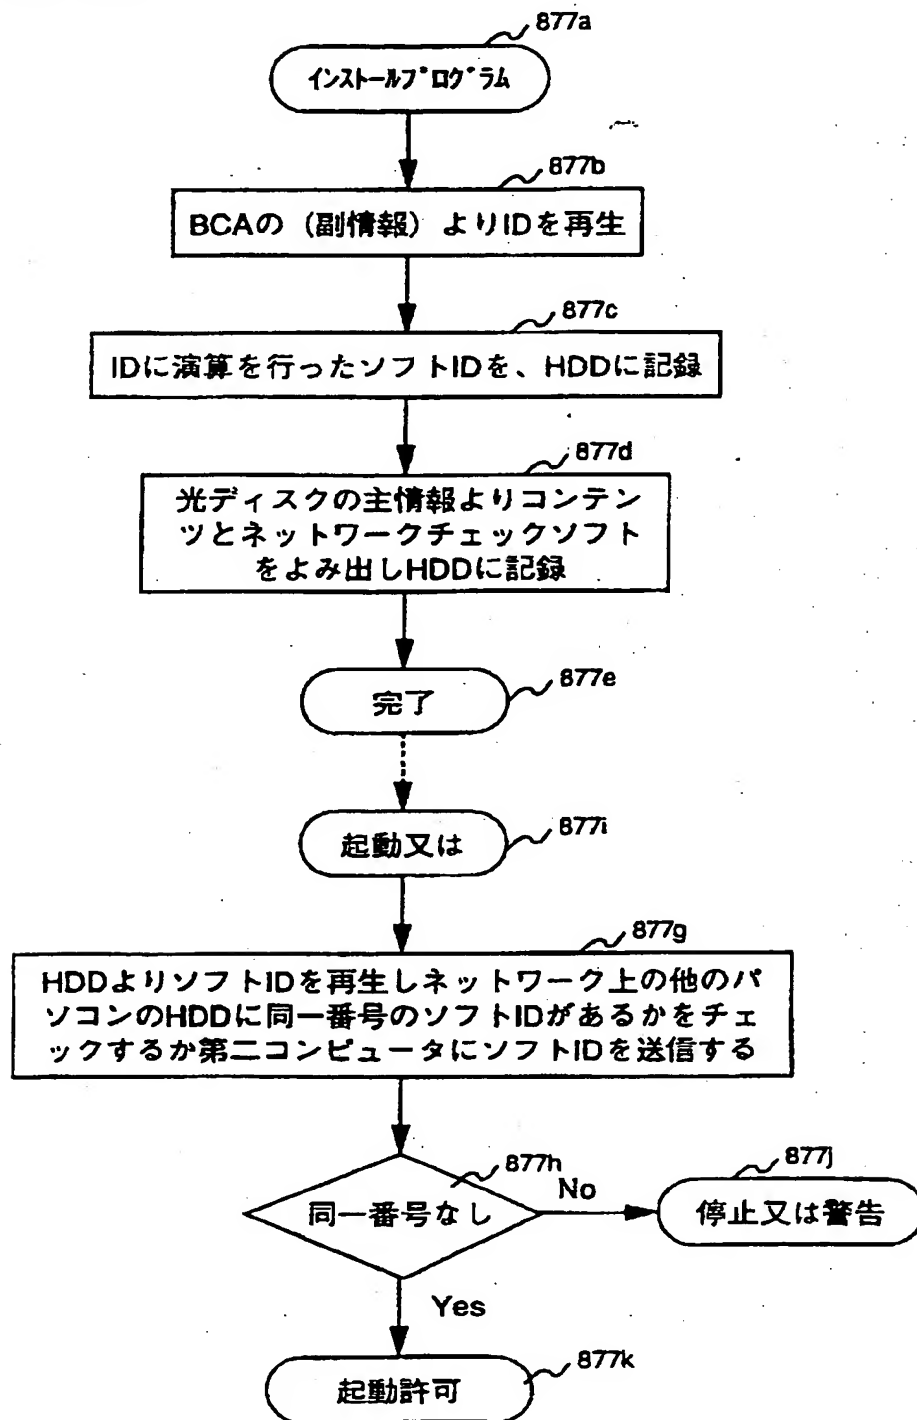 877a
インストールプログラム
877b
BCAの（副情報）よりIDを再生
877c
IDに演算を行ったソフトIDを、HDDに記録
877d
光ディスクの主情報よりコンテン
ツとネットワークチェックソフト
をよみ出しHDDに記録
877e
完了
877i
起動又は
877g
HDDよりソフトIDを再生しネットワーク上の他のパ
ソコンのHDDに同一番号のソフトIDがあるかをチェ
ックするか第二コンピュータにソフトIDを送信する
877h
同一番号なし
No
877j
停止又は警告
Yes
877k
起動許可